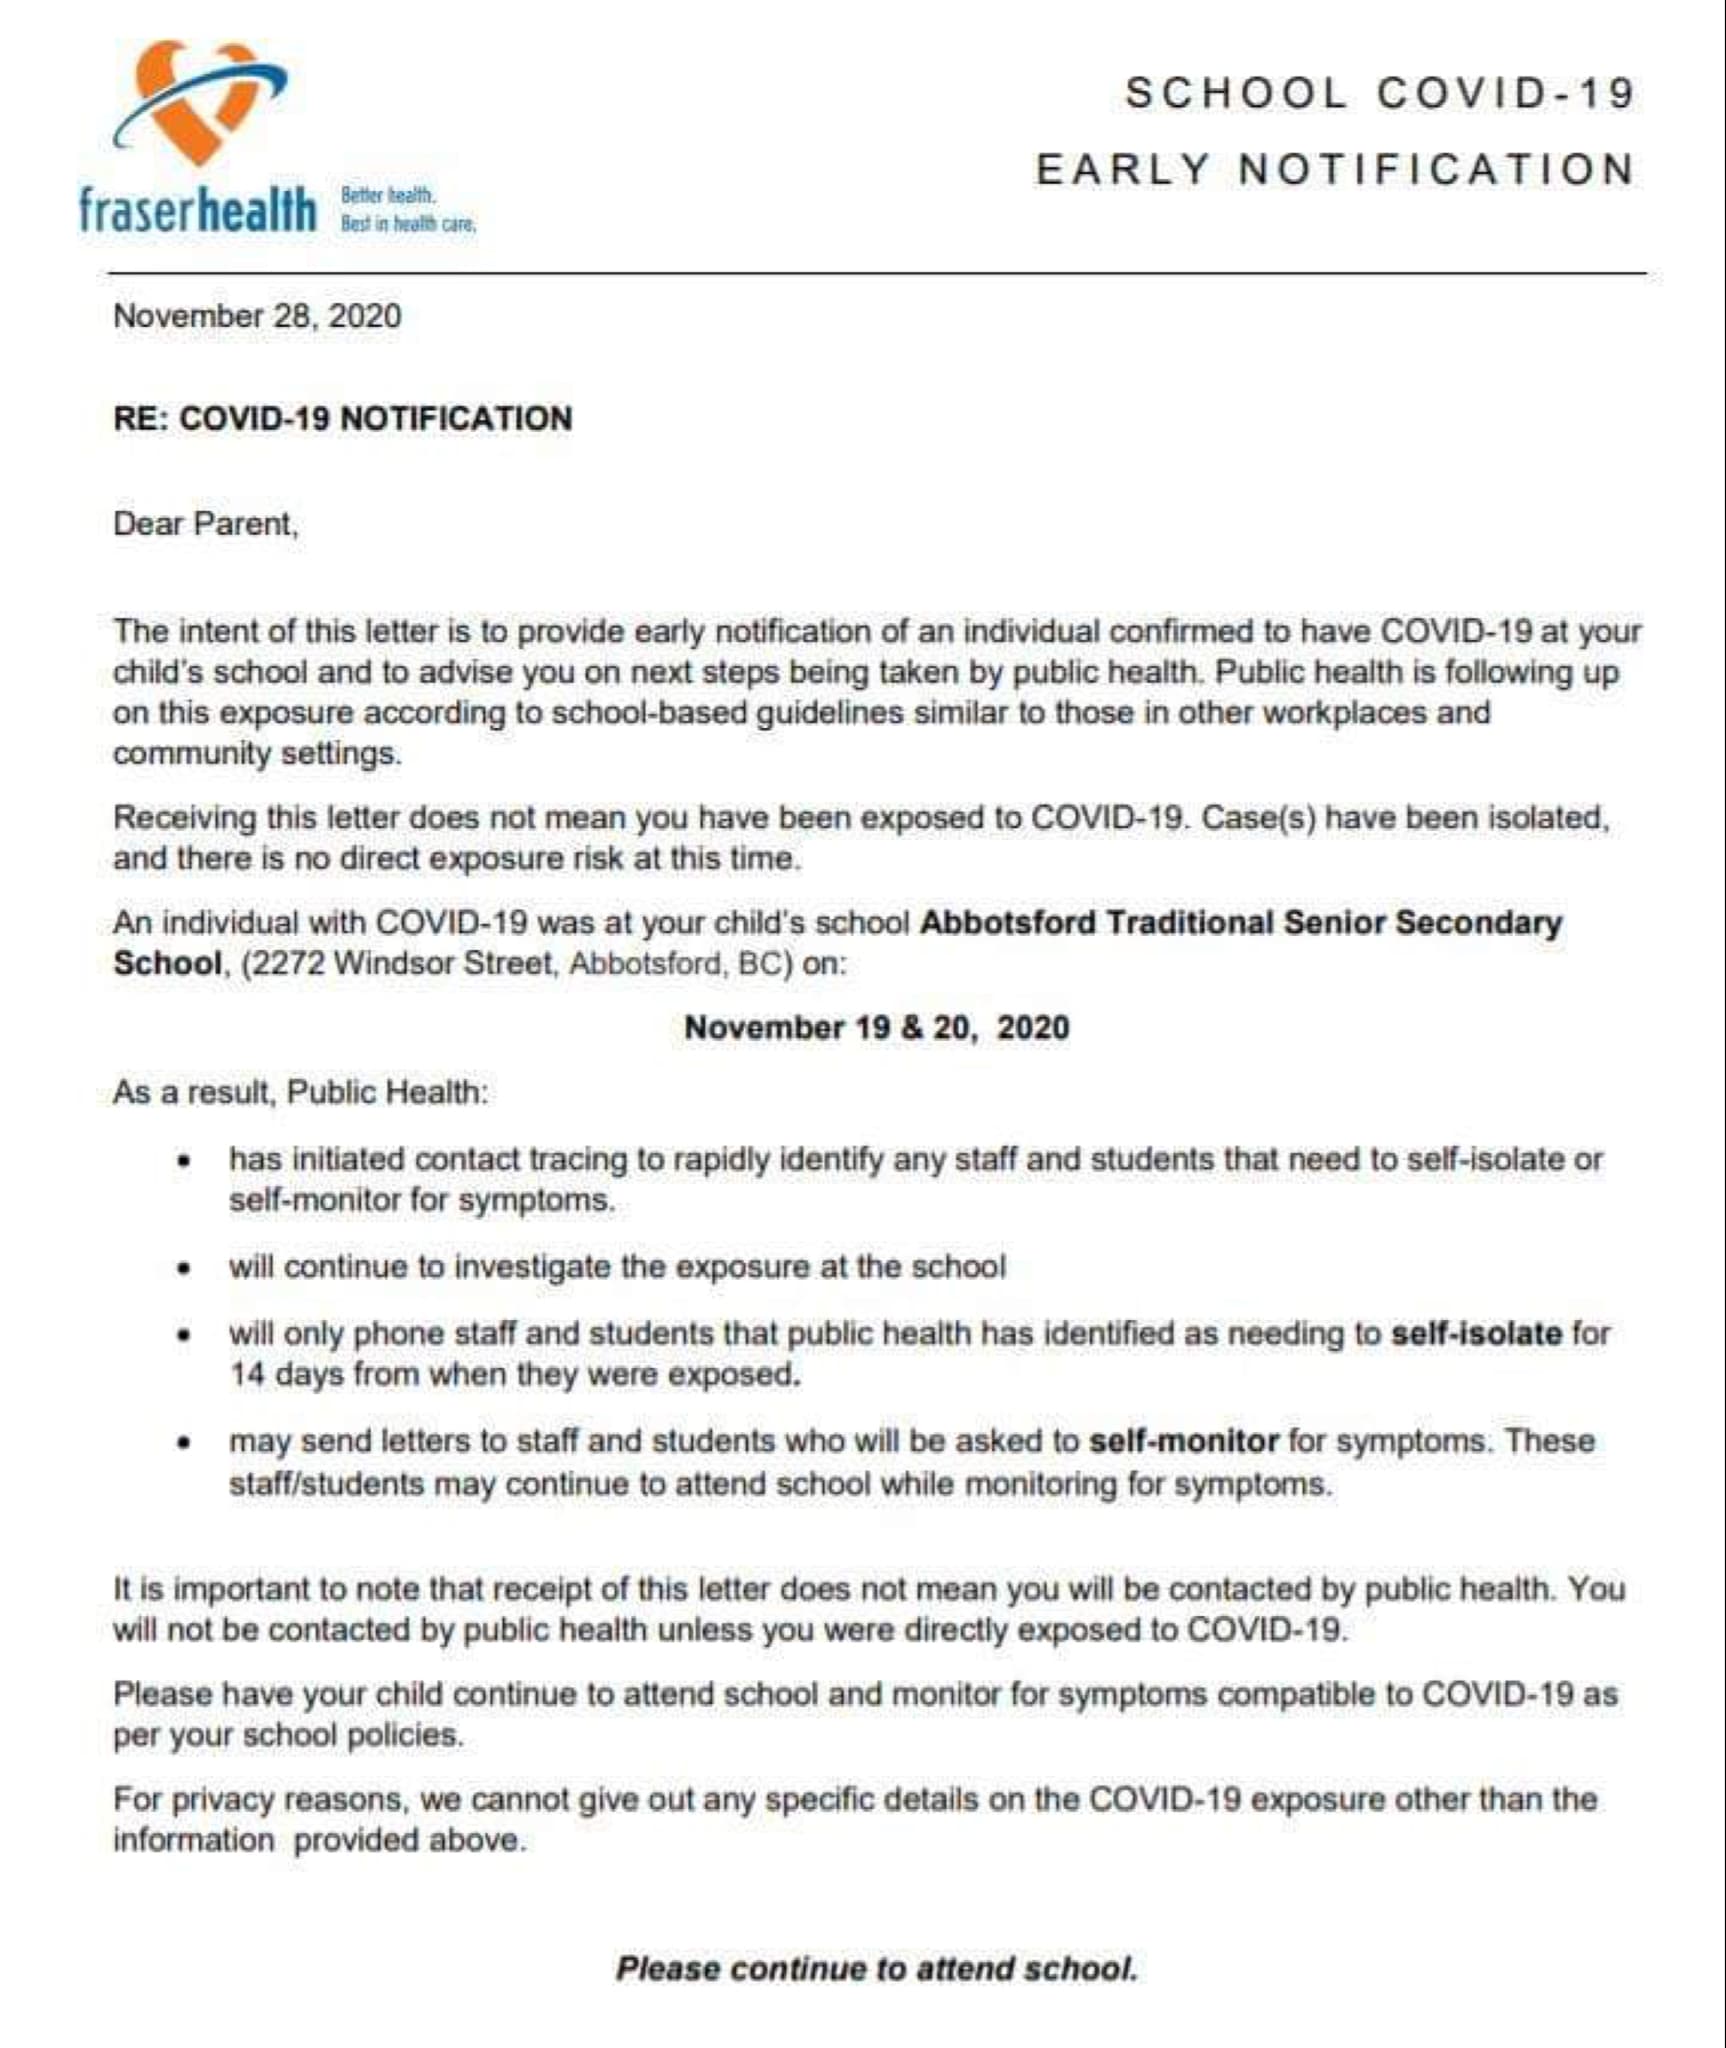 SCHOOL COVID-19
EARLY NOTIFICATION
fraserhealth
Better health.
Best in health care.
November 28, 2020
RE: COVID-19 NOTIFICATION
Dear Parent,
The intent of this letter is to provide early notification of an individual confirmed to have COVID-19 at your
child's school and to advise you on next steps being taken by public health. Public health is following up
on this exposure according to school-based guidelines similar to those in other workplaces and
community settings.
Receiving this letter does not mean you have been exposed to COVID-19. Case(s) have been isolated,
and there is no direct exposure risk at this time.
An individual with COVID-19 was at your child's school Abbotsford Traditional Senior Secondary
School, (2272 Windsor Street, Abbotsford, BC) on:
November 19 & 20, 2020
As a result, Public Health:
• has initiated contact tracing to rapidly identify any staff and students that need to self-isolate or
self-monitor for symptoms.
• will continue to investigate the exposure at the school
• will only phone staff and students that public health has identified as needing to self-isolate for
14 days from when they were exposed.
• may send letters to staff and students who will be asked to self-monitor for symptoms. These
staff/students may continue to attend school while monitoring for symptoms.
It is important to note that receipt of this letter does not mean you will be contacted by public health. You
will not be contacted by public health unless you were directly exposed to COVID-19.
Please have your child continue to attend school and monitor for symptoms compatible to COVID-19 as
per your school policies.
For privacy reasons, we cannot give out any specific details on the COVID-19 exposure other than the
information provided above.
Please continue to attend school.